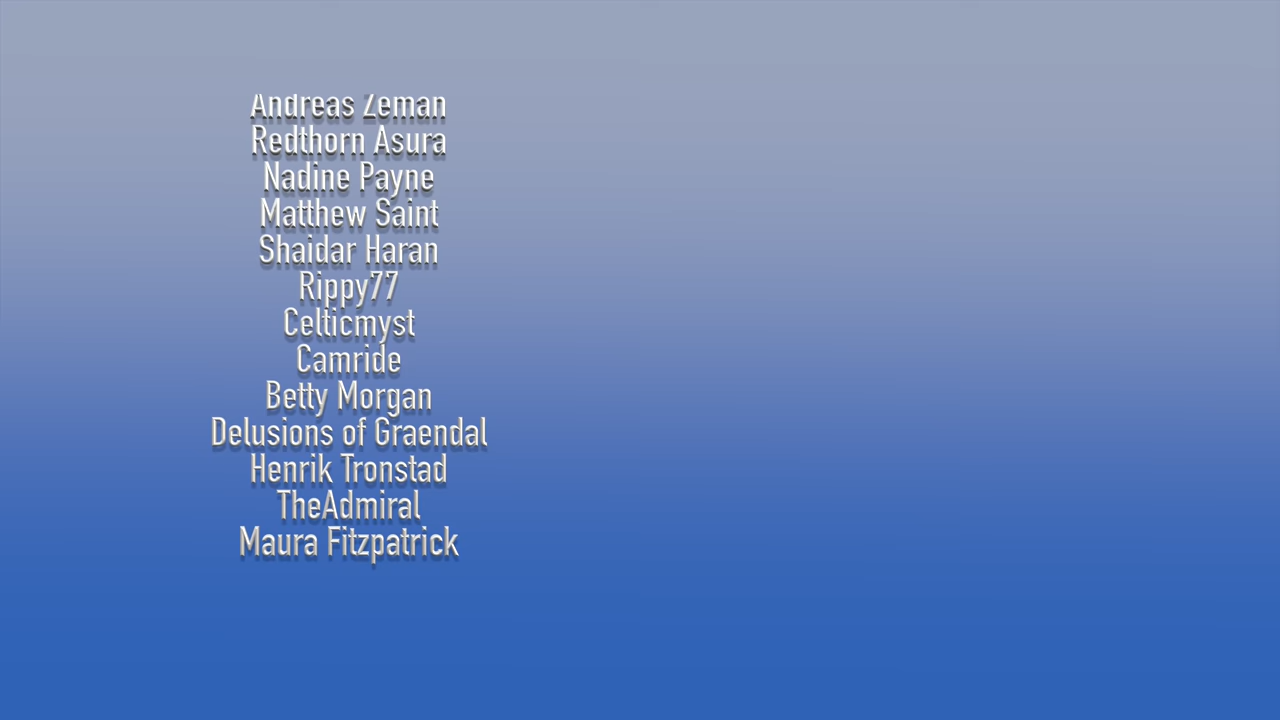 Andreas Zeman
Redthorn Asura
Nadine Payne
Matthew Saint
Shaidar Haran
Rippy77
Celticmyst
Camride
Betty Morgan
Delusions of Graendal
Henrik Tronstad
TheAdmiral
Maura Fitzpatrick